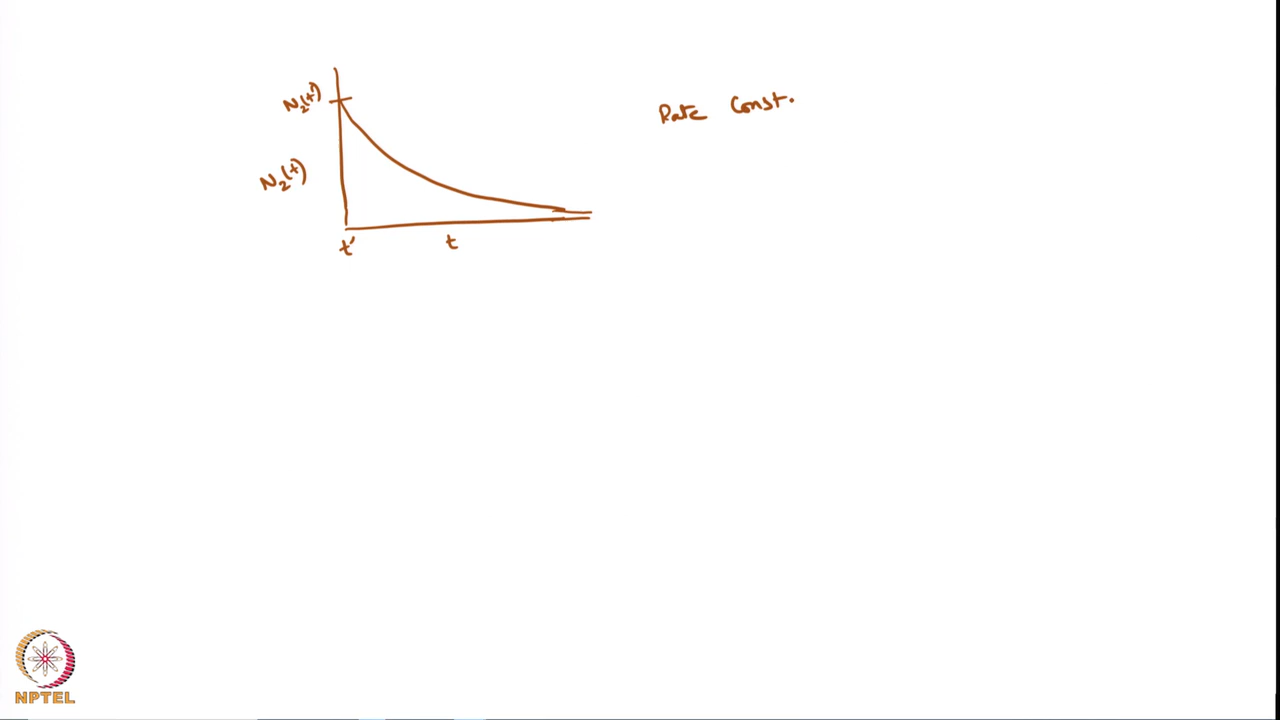 N₂(t')
Rate Const.
N₂(t)
t'
t
NPTEL